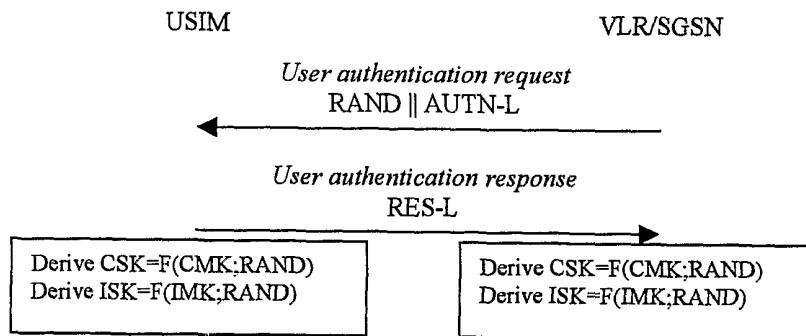 USIM
VLR/SGSN
User authentication request
RAND || AUTN-L
User authentication response
RES-L
Derive CSK=F(CMK;RAND)
Derive ISK=F(IMK;RAND)
Derive CSK=F(CMK;RAND)
Derive ISK=F(IMK;RAND)